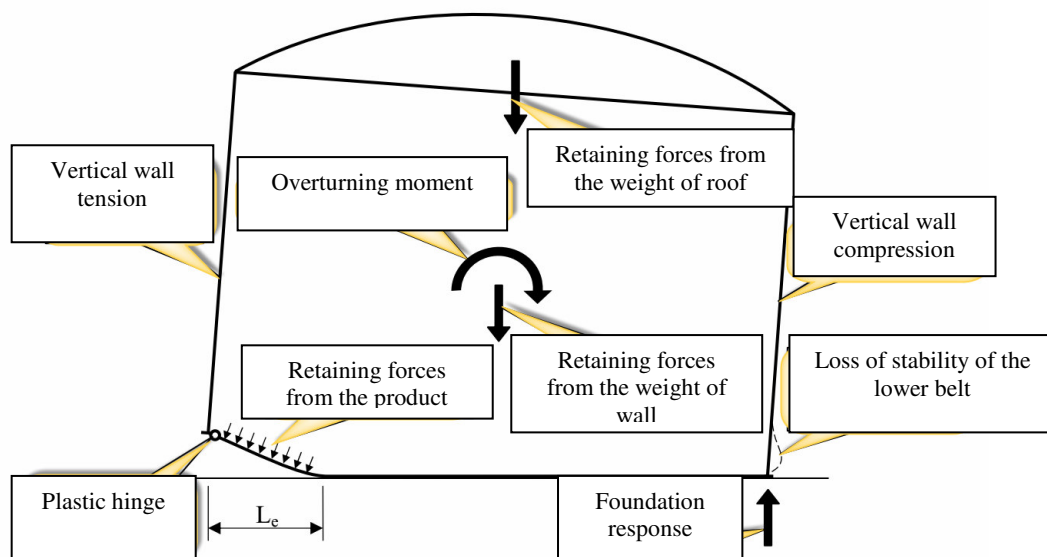 Vertical wall
tension
Overturning moment
Retaining forces from
the weight of roof
Vertical wall
compression
Retaining forces
from the product
Retaining forces
from the weight of
wall
Loss of stability of the
lower belt
Plastic hinge
Le
Foundation
response